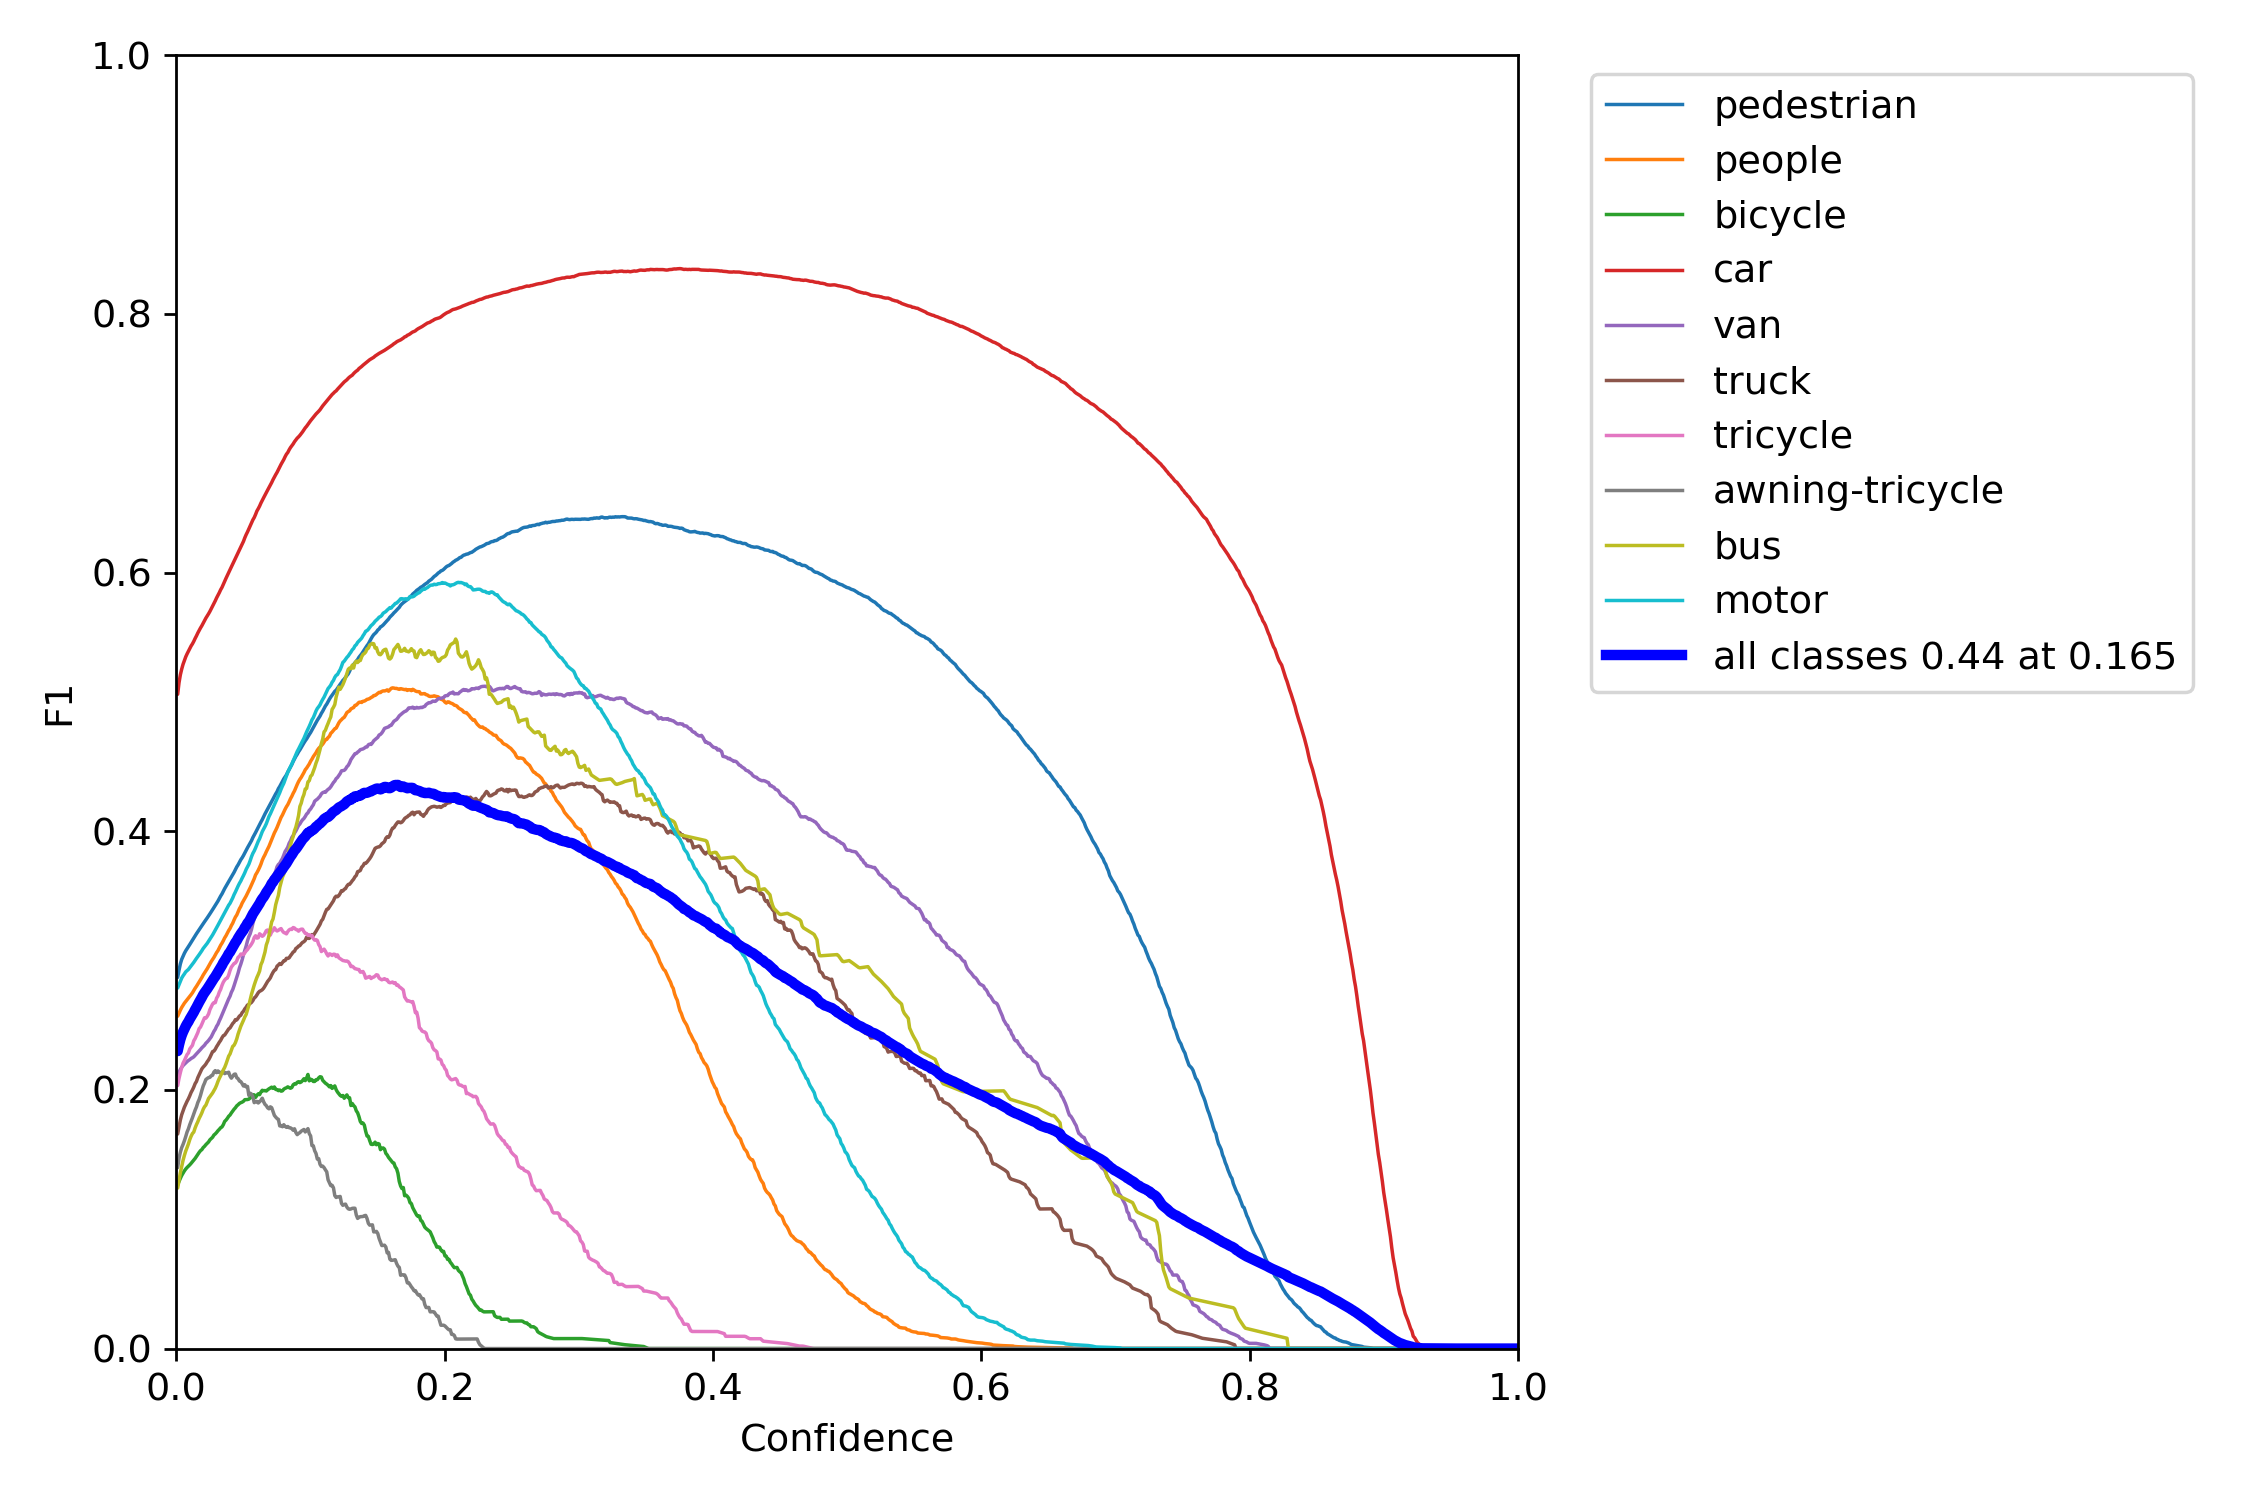 1.0
0.8
0.6
0.4
0.2
0.0
F1
0.0 0.2 0.4 0.6 0.8 1.0
Confidence
pedestrian
people
bicycle
car
van
truck
tricycle
awning-tricycle
bus
motor
all classes 0.44 at 0.165